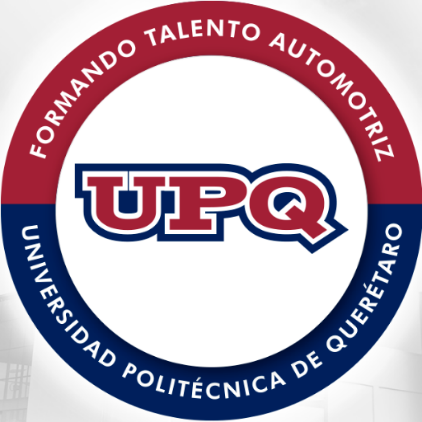 FORMANDO TALENTO AUTOMOTRIZ
UPQ
UNIVERSIDAD POLITÉCNICA DE QUERÉTARO